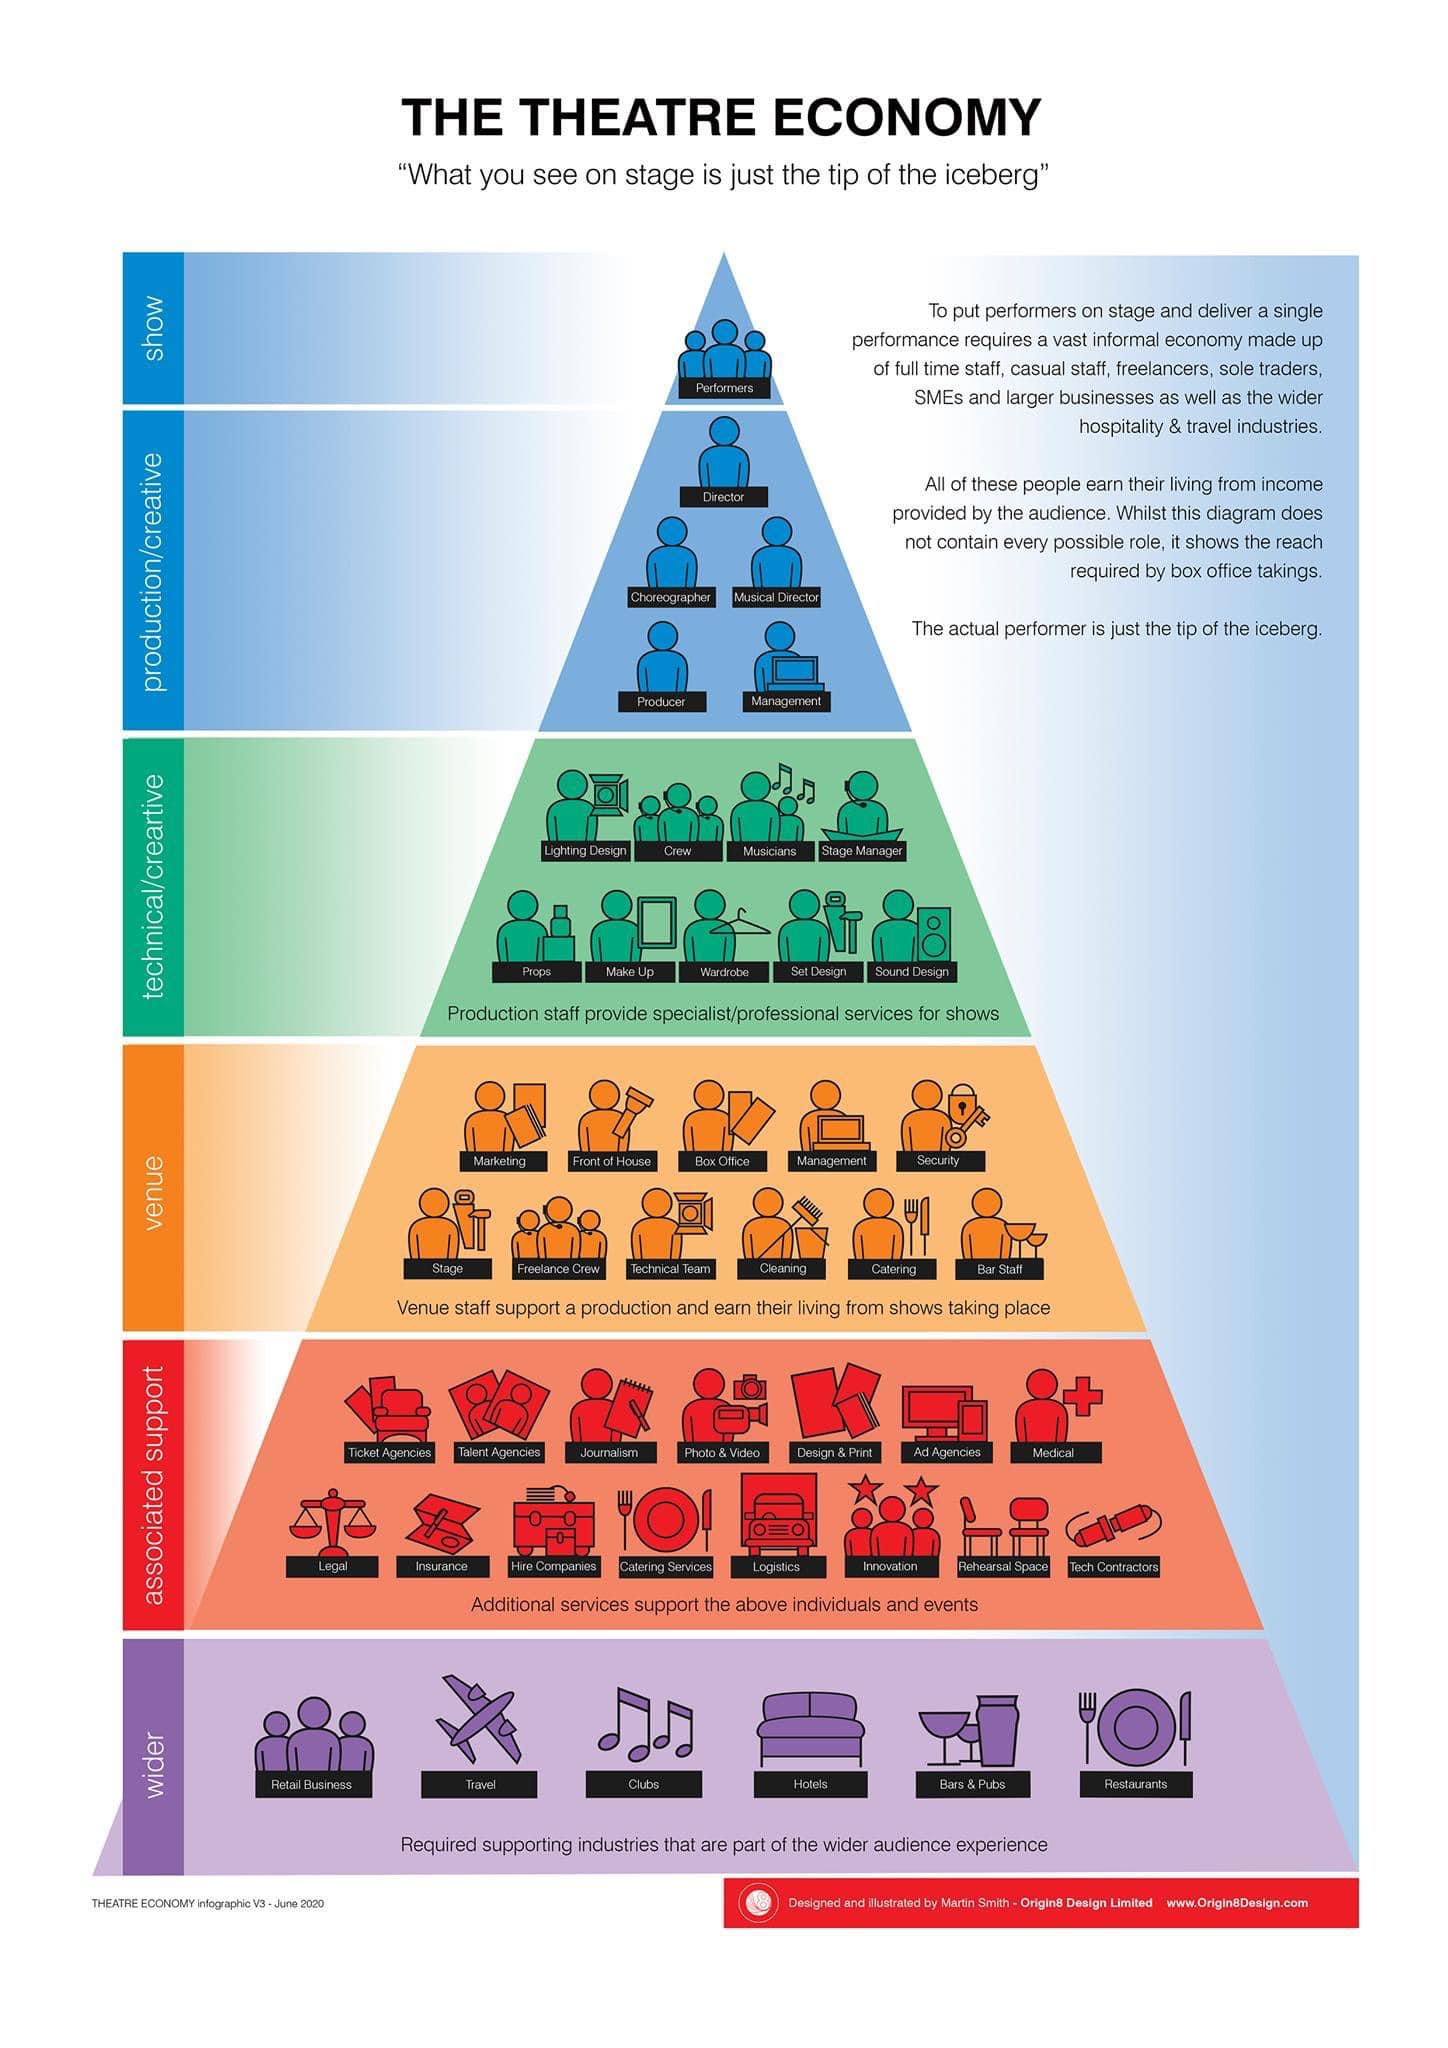 THE THEATRE ECONOMY
“What you see on stage is just the tip of the iceberg”
show
Performers
To put performers on stage and deliver a single
performance requires a vast informal economy made up
of full time staff, casual staff, freelancers, sole traders,
SMEs and larger businesses as well as the wider
hospitality & travel industries.
All of these people earn their living from income
provided by the audience. Whilst this diagram does
not contain every possible role, it shows the reach
required by box office takings.
The actual performer is just the tip of the iceberg.
production/creative
Director
Choreographer Musical Director
Producer Management
technical/creartive
Lighting Design Crew Musicians Stage Manager
Props Make Up Wardrobe Set Design Sound Design
Production staff provide specialist/professional services for shows
venue
Marketing Front of House Box Office Management Security
Stage Freelance Crew Technical Team Cleaning Catering Bar Staff
Venue staff support a production and earn their living from shows taking place
associated support
Ticket Agencies Talent Agencies Journalism Photo & Video Design & Print Ad Agencies Medical
Legal Insurance Hire Companies Catering Services Logistics Innovation Rehearsal Space Tech Contractors
Additional services support the above individuals and events
wider
Retail Business Travel Clubs Hotels Bars & Pubs Restaurants
Required supporting industries that are part of the wider audience experience
THEATRE ECONOMY infographic V3 - June 2020
Designed and illustrated by Martin Smith - Origin8 Design Limited www.Origin8Design.com